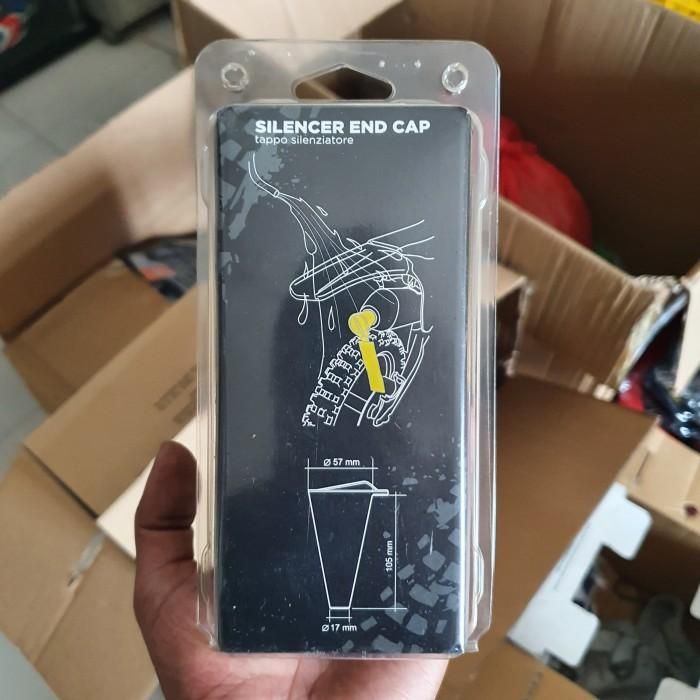 SILENCER END CAP
tappo silenziatore
Ø 57 mm
105 mm
Ø 17 mm